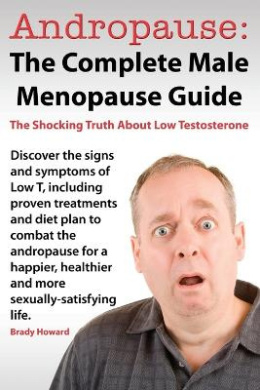 Andropause:
The Complete Male
Menopause Guide
The Shocking Truth About Low Testosterone
Discover the signs
and symptoms of
Low T, including
proven treatments
and diet plan to
combat the
andropause for a
happier, healthier
and more
sexually-satisfying
life.
Brady Howard